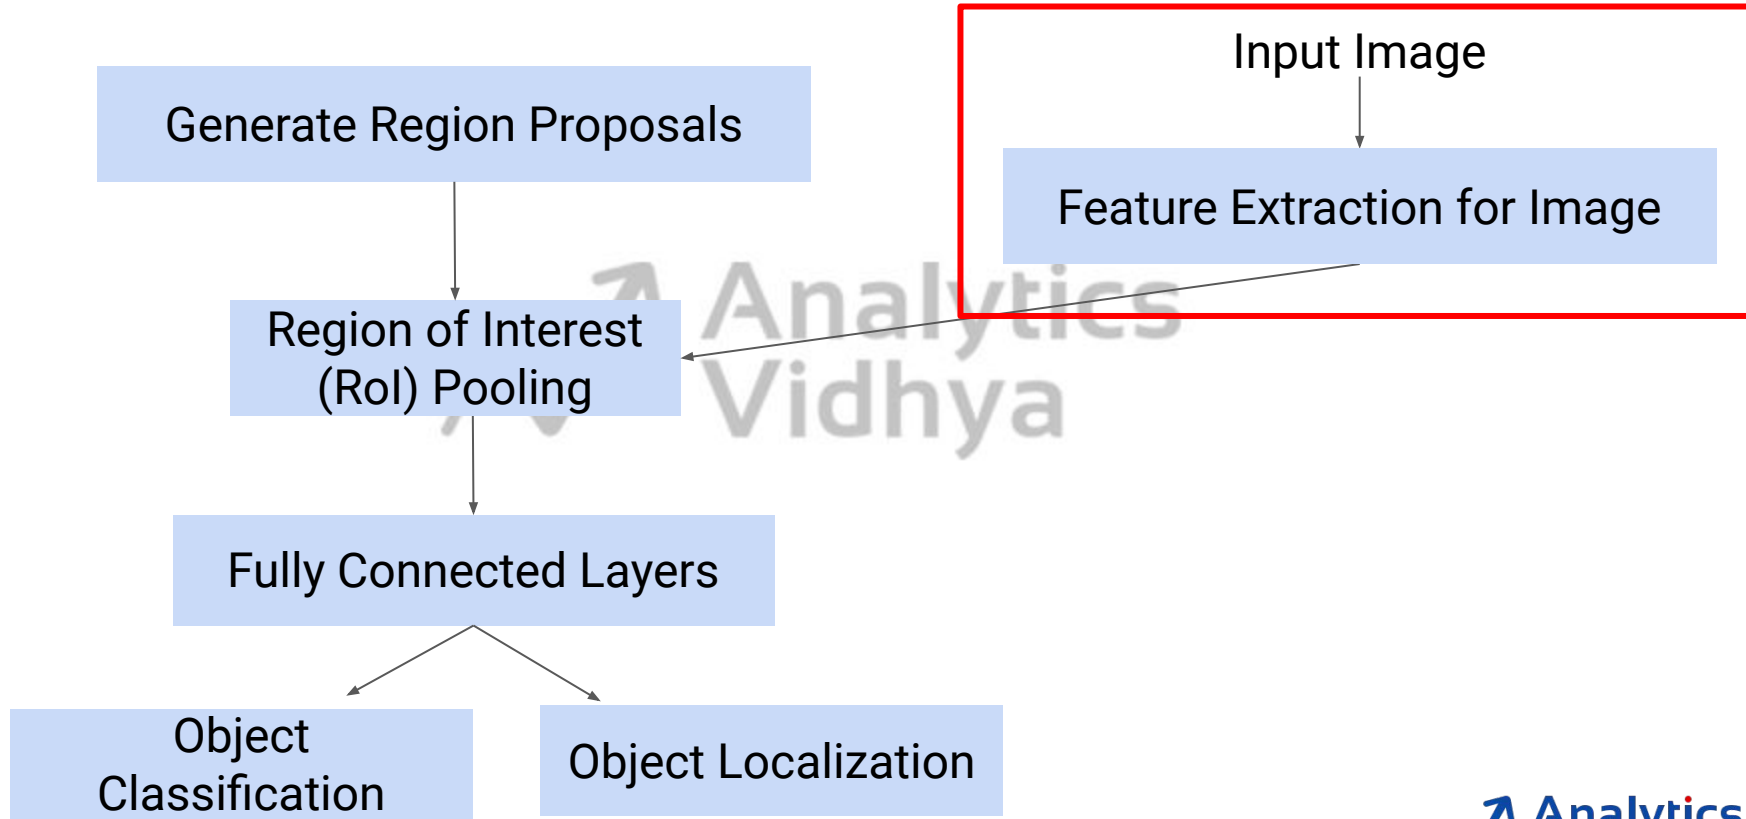 Input Image
Generate Region Proposals
Feature Extraction for Image
Analytics
Vidhya
Region of Interest
(RoI) Pooling
Fully Connected Layers
Object
Classification
Object Localization
Analytics